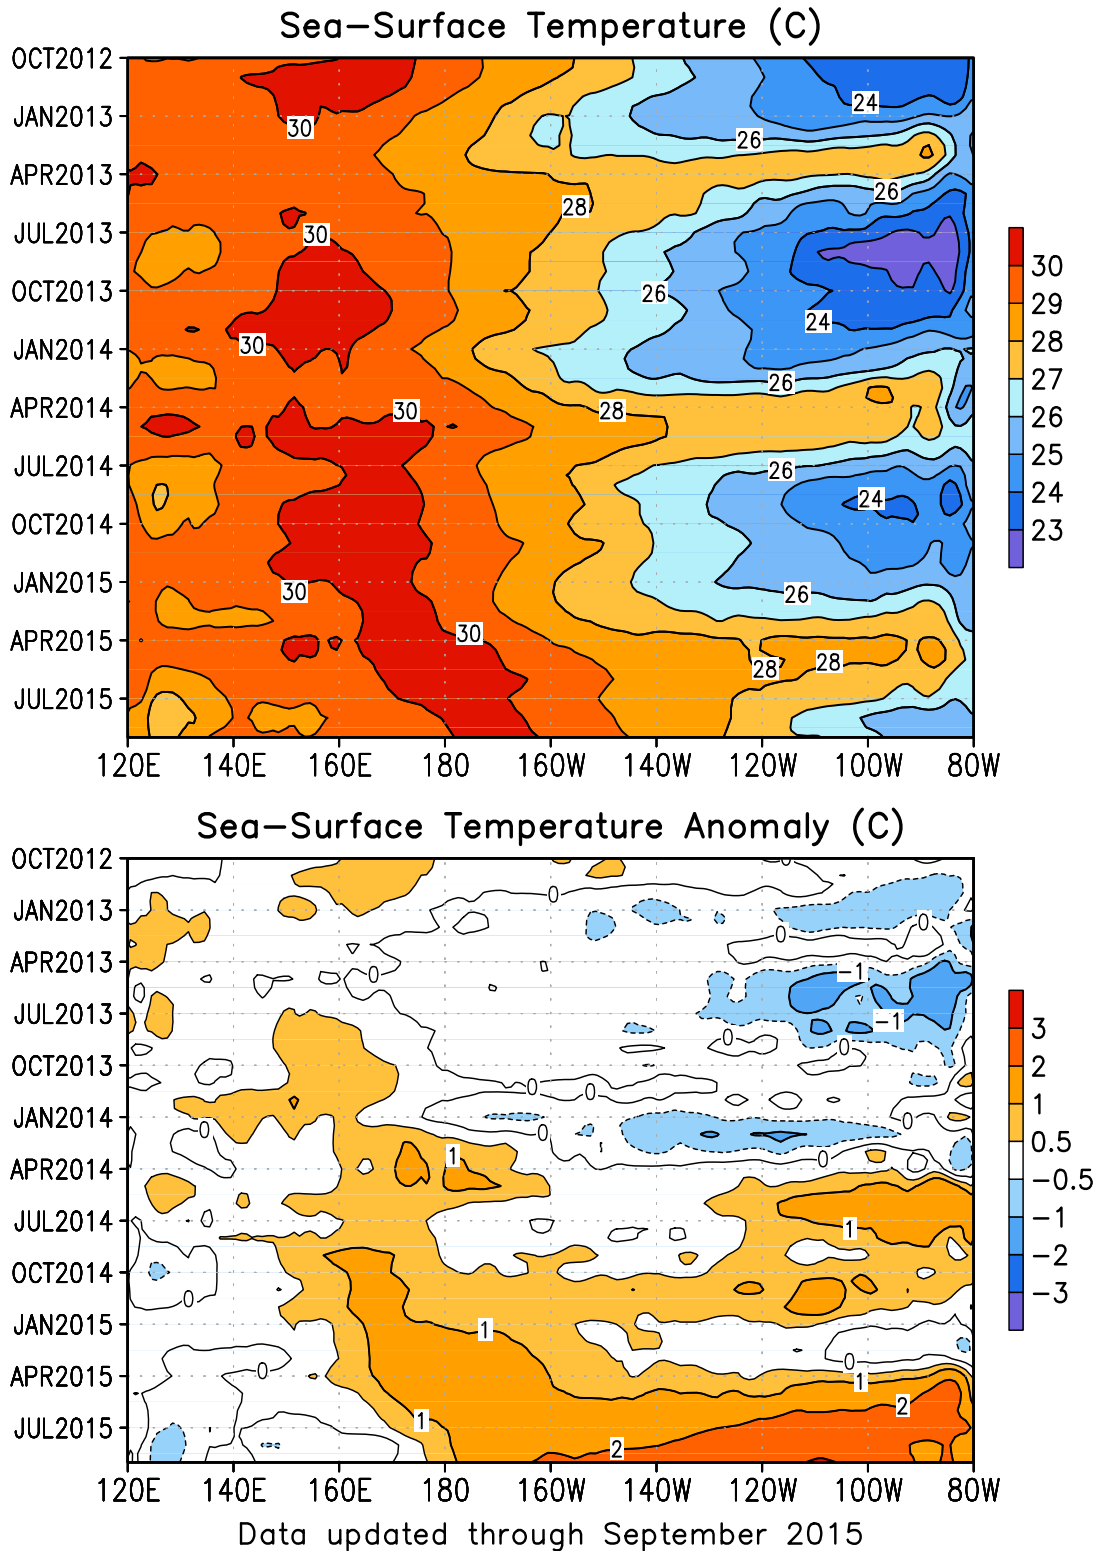 Sea-Surface Temperature (C)
OCT2012
JAN2013
APR2013
JUL2013
OCT2013
JAN2014
APR2014
JUL2014
OCT2014
JAN2015
APR2015
JUL2015
24
30
26
26
28
30
26
24
30
26
30
28
26
24
30
26
30
28
28
120E 140E 160E 180 160W 140W 120W 100W 80W
30
29
28
27
26
25
24
23
Sea-Surface Temperature Anomaly (C)
OCT2012
JAN2013
APR2013
JUL2013
OCT2013
JAN2014
APR2014
JUL2014
OCT2014
JAN2015
APR2015
JUL2015
0
0
0
0
0
-1
-1
0
0
0
0
0
0
1
0
1
0
1
0
0
1
2
1
2
120E 140E 160E 180 160W 140W 120W 100W 80W
3
2
1
0.5
-0.5
-1
-2
-3
Data updated through September 2015